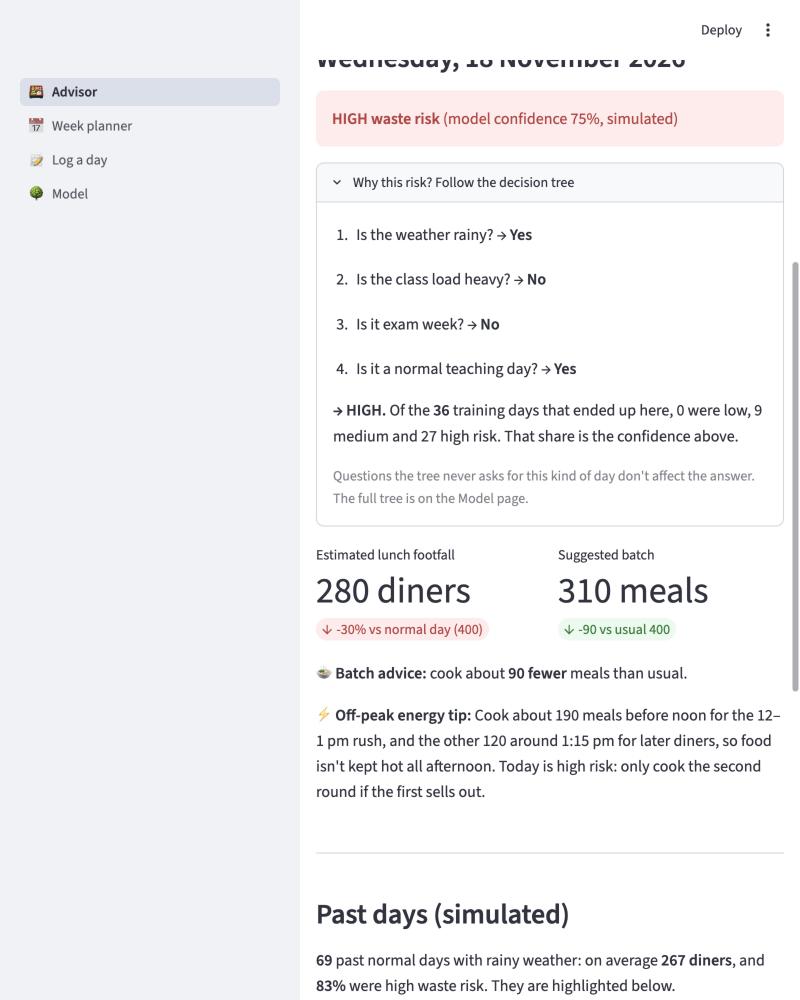 Deploy
Advisor
Week planner
Log a day
Model
Wednesday, 18 November 2026
HIGH waste risk (model confidence 75%, simulated)
Why this risk? Follow the decision tree
1. Is the weather rainy? → Yes
2. Is the class load heavy? → No
3. Is it exam week? → No
4. Is it a normal teaching day? → Yes
→ HIGH. Of the 36 training days that ended up here, 0 were low, 9
medium and 27 high risk. That share is the confidence above.
Questions the tree never asks for this kind of day don't affect the answer.
The full tree is on the Model page.
Estimated lunch footfall
280 diners
↓ -30% vs normal day (400)
Suggested batch
310 meals
↓ -90 vs usual 400
Batch advice: cook about 90 fewer meals than usual.
Off-peak energy tip: Cook about 190 meals before noon for the 12–
1 pm rush, and the other 120 around 1:15 pm for later diners, so food
isn't kept hot all afternoon. Today is high risk: only cook the second
round if the first sells out.
Past days (simulated)
69 past normal days with rainy weather: on average 267 diners, and
83% were high waste risk. They are highlighted below.